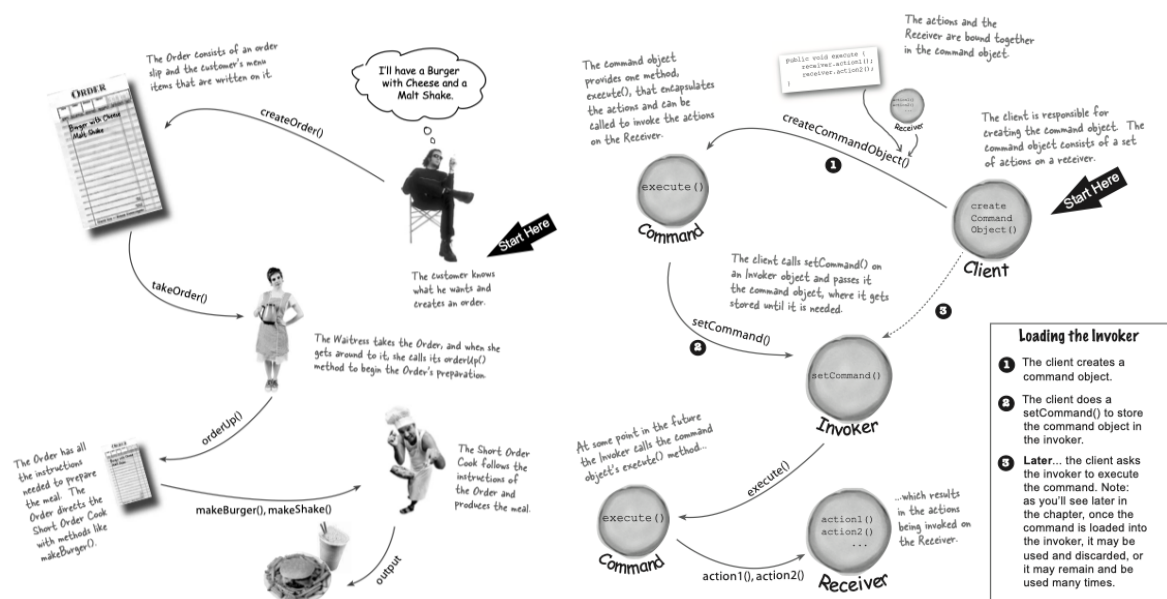 The Order consists of an order
slip and the customer's menu
items that are written on it.
ORDER
Burger with Cheese
Malt Shake
I'll have a Burger
with Cheese and a
Malt Shake.
createOrder()
Start Here
The customer knows
what he wants and
creates an order.
takeOrder()
The Waitress takes the Order, and when she
gets around to it, she calls its orderUp()
method to begin the Order's preparation.
orderUp()
The Order has all
the instructions
needed to prepare
the meal. The
Order directs the
Short Order Cook
with methods like
makeBurger().
makeBurger(), makeShake()
The Short Order
Cook follows the
instructions of
the Order and
produces the meal.
output
The command object
provides one method,
execute(), that encapsulates
the actions and can be
called to invoke the actions
on the Receiver.
public void execute {
receiver.action1();
receiver.action2();
}
The actions and the
Receiver are bound together
in the command object.
Receiver
createCommandObject()
1
The client is responsible for
creating the command object. The
command object consists of a set
of actions on a receiver.
Start Here
execute()
Command
create
Command
Object()
Client
The client calls setCommand() on
an Invoker object and passes it
the command object, where it gets
stored until it is needed.
setCommand()
2
3
setCommand()
Invoker
At some point in the future
the Invoker calls the command
object's execute() method...
execute()
execute()
Command
action1(), action2()
action1()
action2()
...
Receiver
...which results
in the actions
being invoked on
the Receiver.
Loading the Invoker
1 The client creates a
command object.
2 The client does a
setCommand() to store
the command object in
the invoker.
3 Later... the client asks
the invoker to execute
the command. Note:
as you'll see later in
the chapter, once the
command is loaded into
the invoker, it may be
used and discarded, or
it may remain and be
used many times.